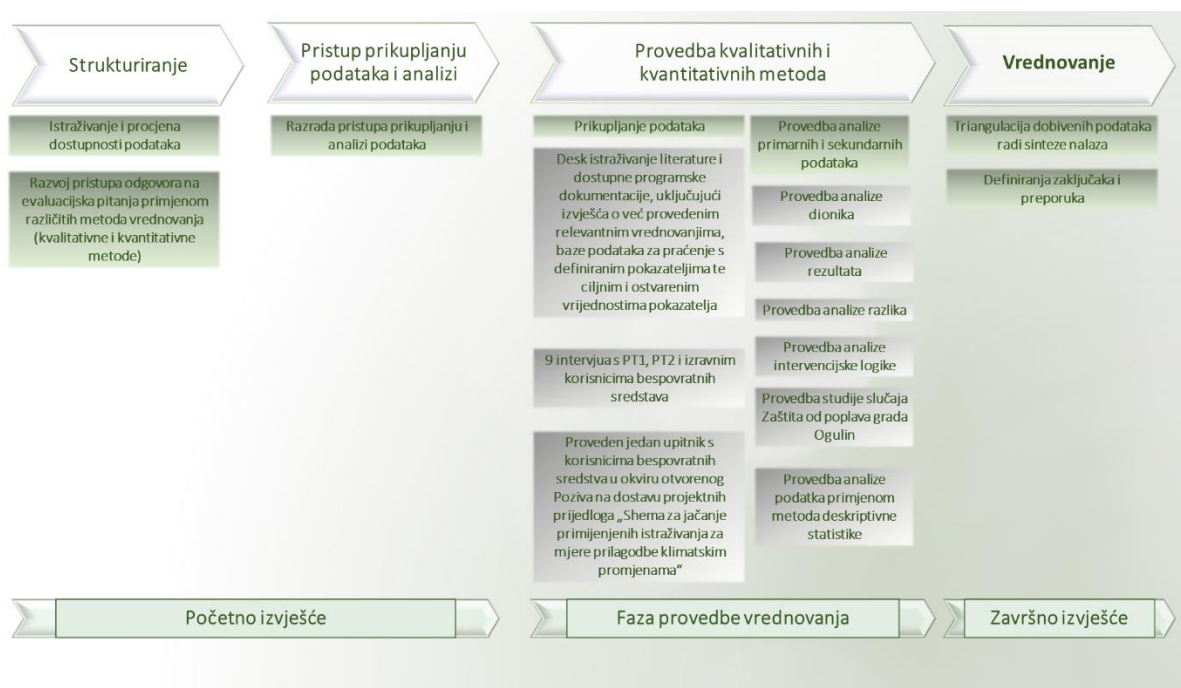 Strukturiranje
Pristup prikupljanju
podataka i analizi
Provedba kvalitativnih i
kvantitativnih metoda
Vrednovanje
Istraživanje i procjena
dostupnosti podataka
Razvoj pristupa odgovora na
evaluacijska pitanja primjenom
različitih metoda vrednovanja
(kvalitativne i kvantitativne
metode)
Razrada pristupa prikupljanju i
analizi podataka
Prikupljanje podataka
Desk istraživanje literature i
dostupne programske
dokumentacije, uključujući
izvješća o već provedenim
relevantnim vrednovanjima,
baze podataka za praćenje s
definiranim pokazateljima te
ciljnim i ostvarenim
vrijednostima pokazatelja
9 intervjua s PT1, PT2 i izravnim
korisnicima bespovratnih
sredstava
Proveden jedan upitnik s
korisnicima bespovratnih
sredstva u okviru otvorenog
Poziva na dostavu projektnih
prijedloga „Shema za jačanje
primijenjenih istraživanja za
mjere prilagodbe klimatskim
promjenama“
Provedba analize
primarnih i sekundarnih
podataka
Provedba analize
dionika
Provedba analize
rezultata
Provedba analize razlika
Provedba analize
intervencijske logike
Provedba studije slučaja
Zaštita od poplava grada
Ogulin
Provedba analize
podatka primjenom
metoda deskriptivne
statistike
Triangulacija dobivenih podataka
radi sinteze nalaza
Definiranja zaključaka i
preporuka
Početno izvješće
Faza provedbe vrednovanja
Završno izvješće